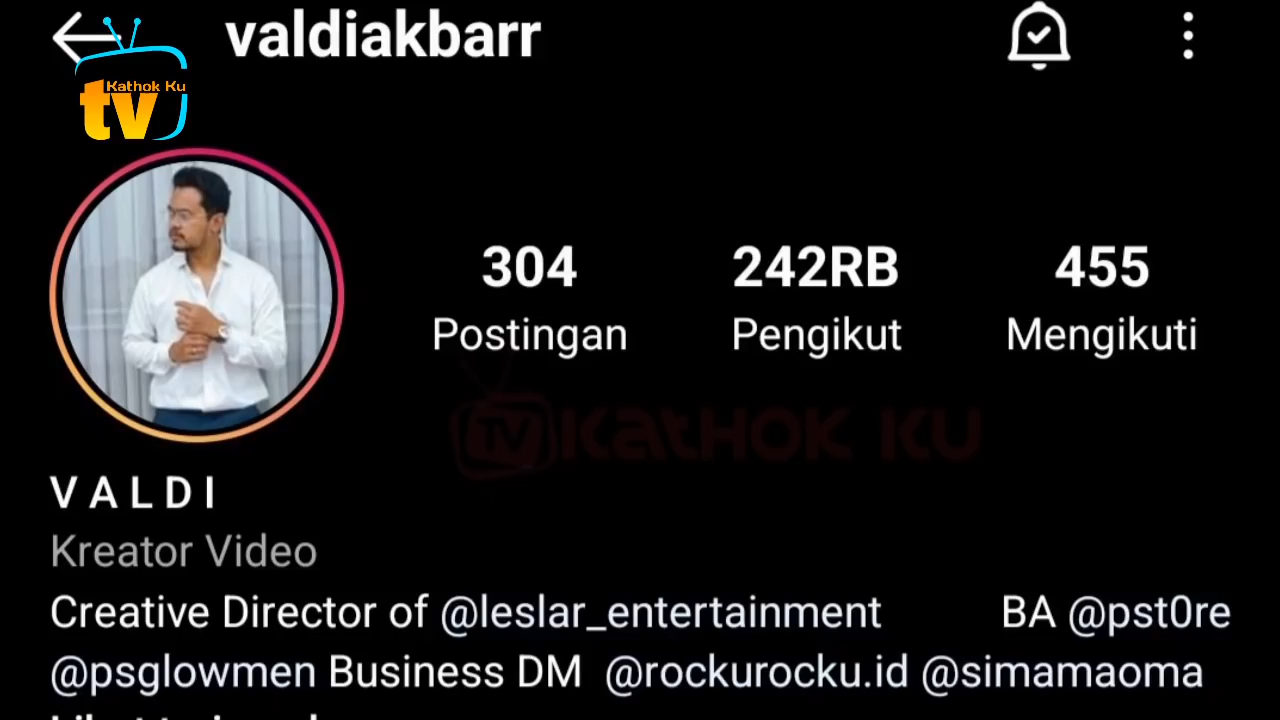 valdiakbarr
Kathok Ku
tv
304 242RB 455
Postingan Pengikut Mengikuti
TV KATHOK KU
V A L D I
Kreator Video
Creative Director of @leslar_entertainment BA @pst0re
@psglowmen Business DM @rockurocku.id @simamaoma